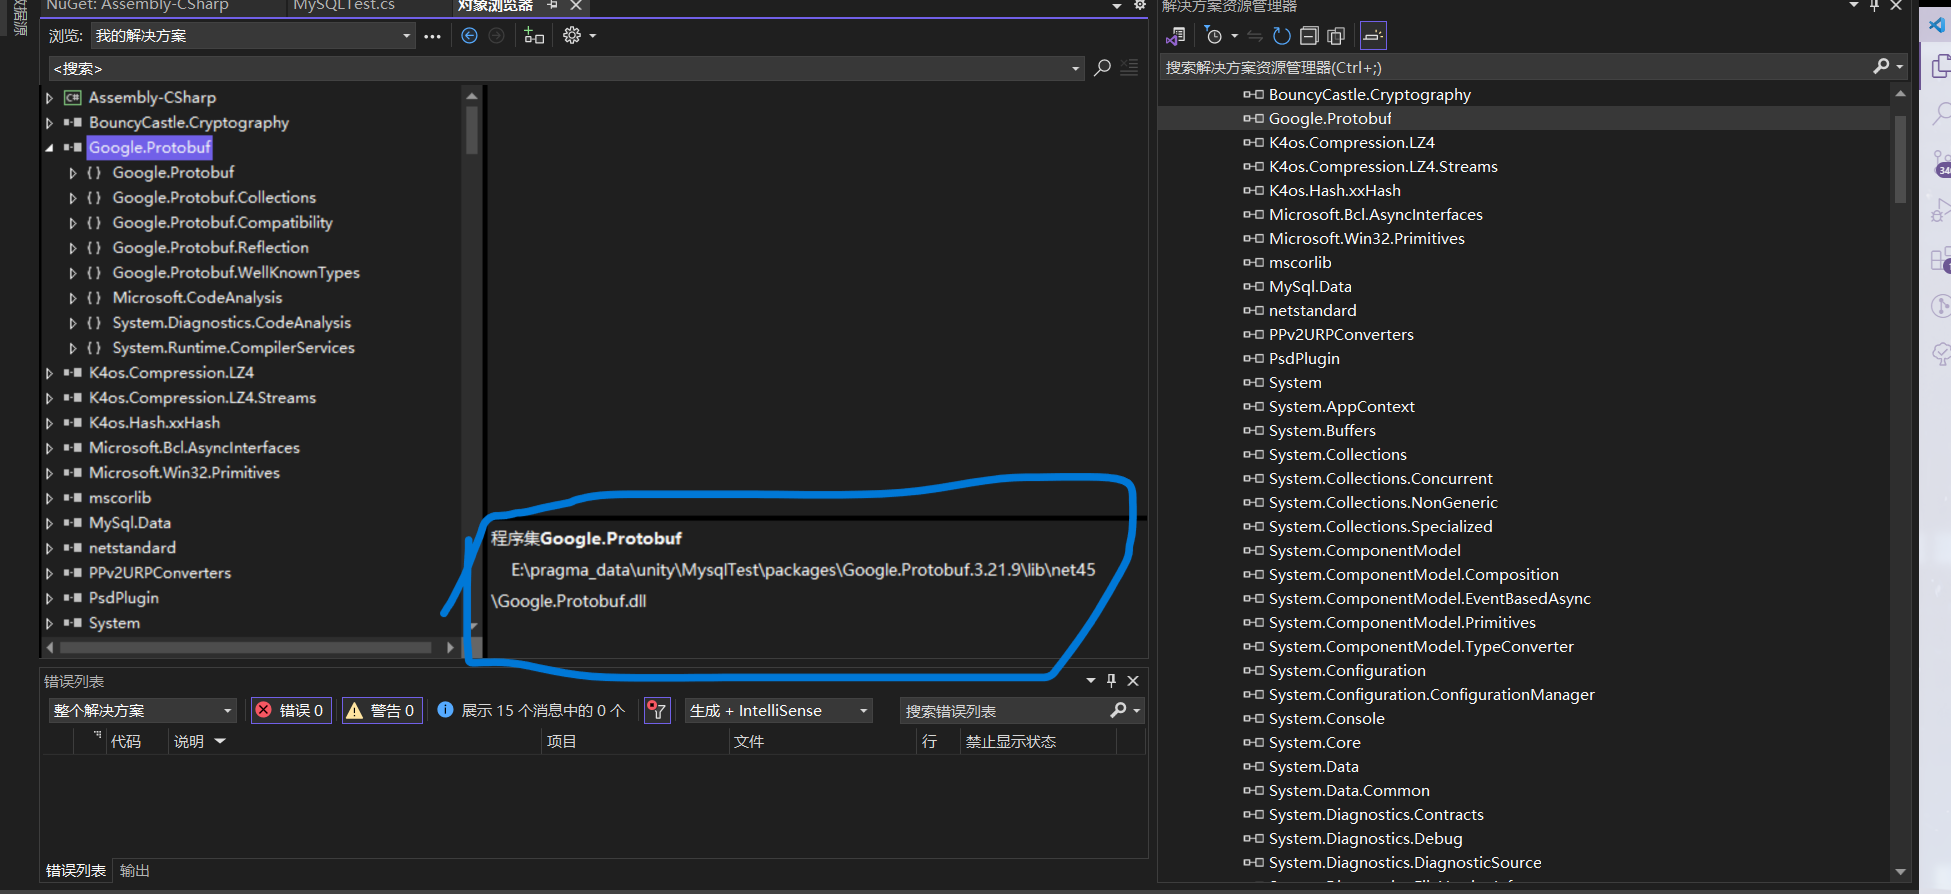 数据源
NuGet: Assembly-CSharp
MySQLTest.cs
对象浏览器
浏览:
我的解决方案
<搜索>
Assembly-CSharp
BouncyCastle.Cryptography
Google.Protobuf
Google.Protobuf
Google.Protobuf.Collections
Google.Protobuf.Compatibility
Google.Protobuf.Reflection
Google.Protobuf.WellKnownTypes
Microsoft.CodeAnalysis
System.Diagnostics.CodeAnalysis
System.Runtime.CompilerServices
K4os.Compression.LZ4
K4os.Compression.LZ4.Streams
K4os.Hash.xxHash
Microsoft.Bcl.AsyncInterfaces
Microsoft.Win32.Primitives
mscorlib
MySql.Data
netstandard
PPv2URPConverters
PsdPlugin
System
程序集Google.Protobuf
E:\pragma_data\unity\MysqlTest\packages\Google.Protobuf.3.21.9\lib\net45
\Google.Protobuf.dll
错误列表
整个解决方案
错误 0
警告 0
展示 15 个消息中的 0 个
生成 + IntelliSense
搜索错误列表
代码
说明
项目
文件
行
禁止显示状态
错误列表
输出
解决方案资源管理器
搜索解决方案资源管理器(Ctrl+;)
BouncyCastle.Cryptography
Google.Protobuf
K4os.Compression.LZ4
K4os.Compression.LZ4.Streams
K4os.Hash.xxHash
Microsoft.Bcl.AsyncInterfaces
Microsoft.Win32.Primitives
mscorlib
MySql.Data
netstandard
PPv2URPConverters
PsdPlugin
System
System.AppContext
System.Buffers
System.Collections
System.Collections.Concurrent
System.Collections.NonGeneric
System.Collections.Specialized
System.ComponentModel
System.ComponentModel.Composition
System.ComponentModel.EventBasedAsync
System.ComponentModel.Primitives
System.ComponentModel.TypeConverter
System.Configuration
System.Configuration.ConfigurationManager
System.Console
System.Core
System.Data
System.Data.Common
System.Diagnostics.Contracts
System.Diagnostics.Debug
System.Diagnostics.DiagnosticSource